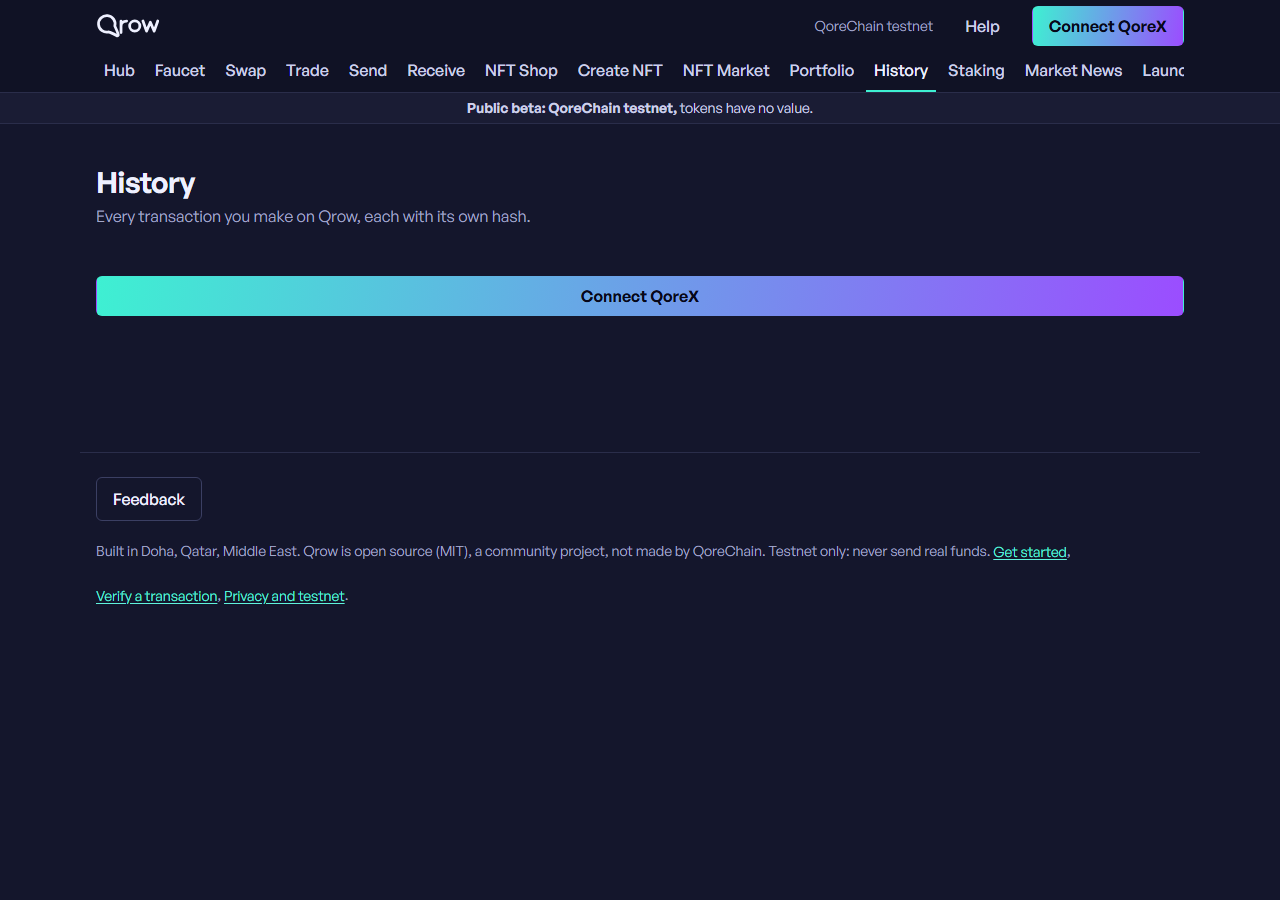 Qrow
QoreChain testnet
Help
Connect QoreX
Hub Faucet Swap Trade Send Receive NFT Shop Create NFT NFT Market Portfolio History Staking Market News Launc
Public beta: QoreChain testnet, tokens have no value.
History
Every transaction you make on Qrow, each with its own hash.
Connect QoreX
Feedback
Built in Doha, Qatar, Middle East. Qrow is open source (MIT), a community project, not made by QoreChain. Testnet only: never send real funds. Get started,
Verify a transaction, Privacy and testnet.